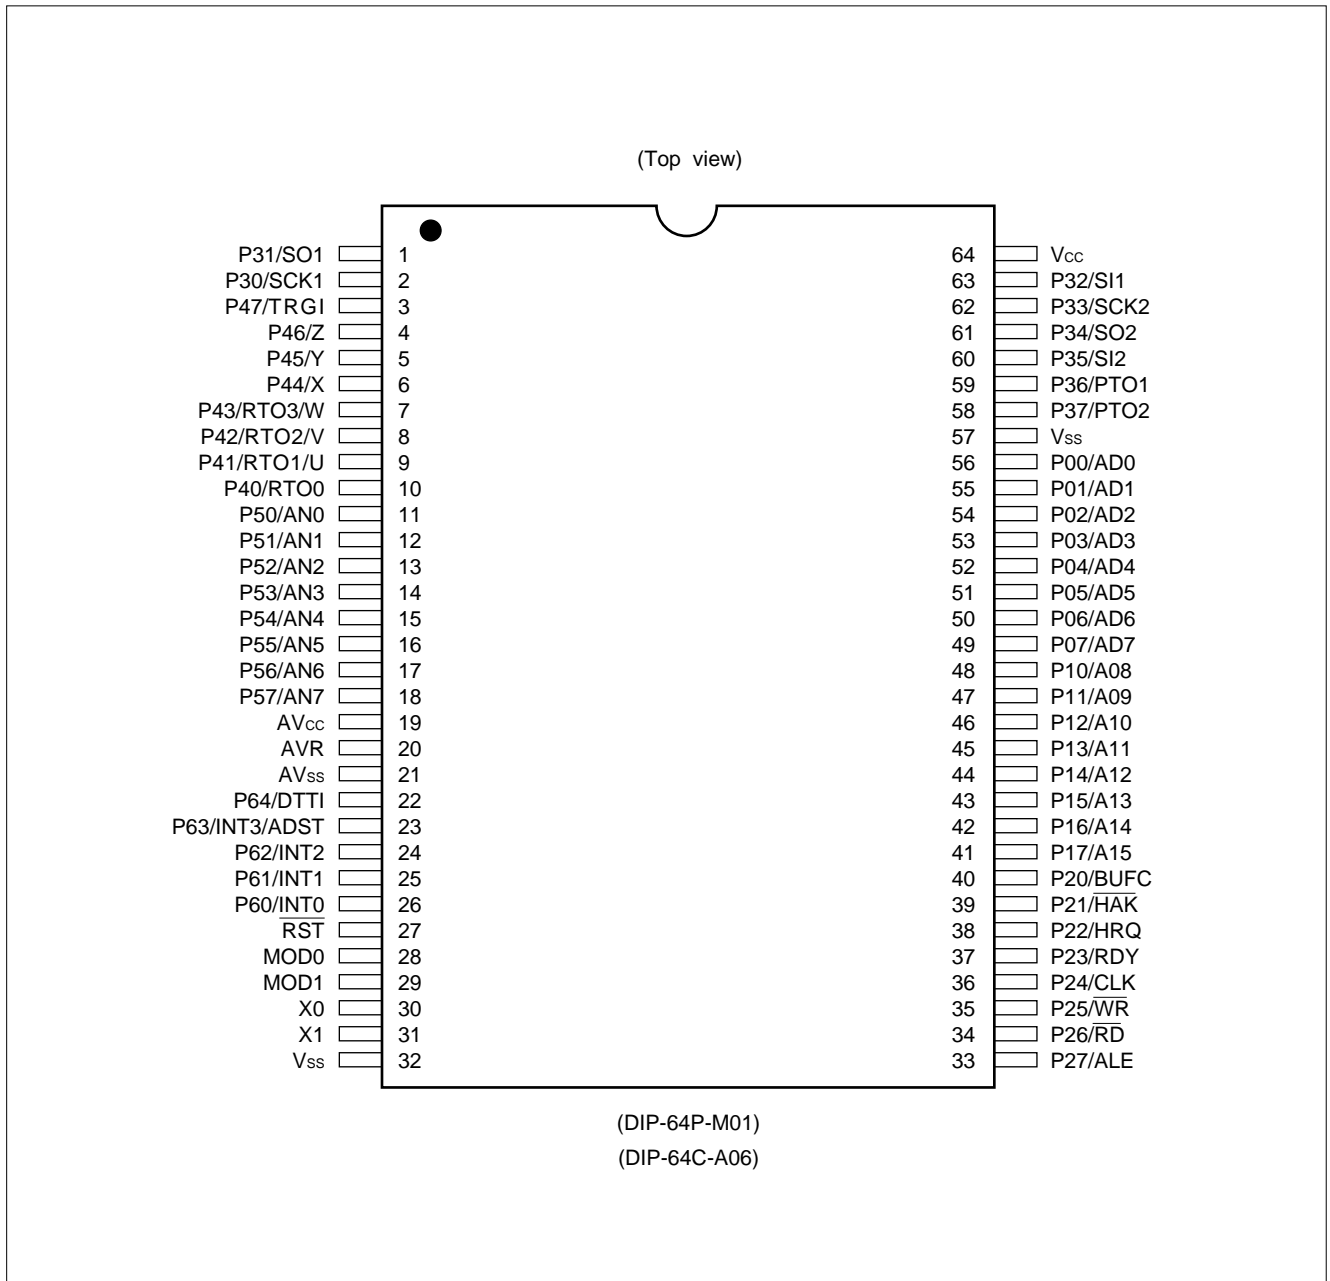 (Top view)
P31/SO1 1 64 Vcc
P30/SCK1 2 63 P32/SI1
P47/TRGI 3 62 P33/SCK2
P46/Z 4 61 P34/SO2
P45/Y 5 60 P35/SI2
P44/X 6 59 P36/PTO1
P43/RTO3/W 7 58 P37/PTO2
P42/RTO2/V 8 57 Vss
P41/RTO1/U 9 56 P00/AD0
P40/RTO0 10 55 P01/AD1
P50/AN0 11 54 P02/AD2
P51/AN1 12 53 P03/AD3
P52/AN2 13 52 P04/AD4
P53/AN3 14 51 P05/AD5
P54/AN4 15 50 P06/AD6
P55/AN5 16 49 P07/AD7
P56/AN6 17 48 P10/A08
P57/AN7 18 47 P11/A09
AVcc 19 46 P12/A10
AVR 20 45 P13/A11
AVss 21 44 P14/A12
P64/DTTI 22 43 P15/A13
P63/INT3/ADST 23 42 P16/A14
P62/INT2 24 41 P17/A15
P61/INT1 25 40 P20/BUFC
P60/INT0 26 39 P21/H̅A̅K̅
R̅S̅T̅ 27 38 P22/HRQ
MOD0 28 37 P23/RDY
MOD1 29 36 P24/CLK
X0 30 35 P25/W̅R̅
X1 31 34 P26/R̅D̅
Vss 32 33 P27/ALE
(DIP-64P-M01)
(DIP-64C-A06)